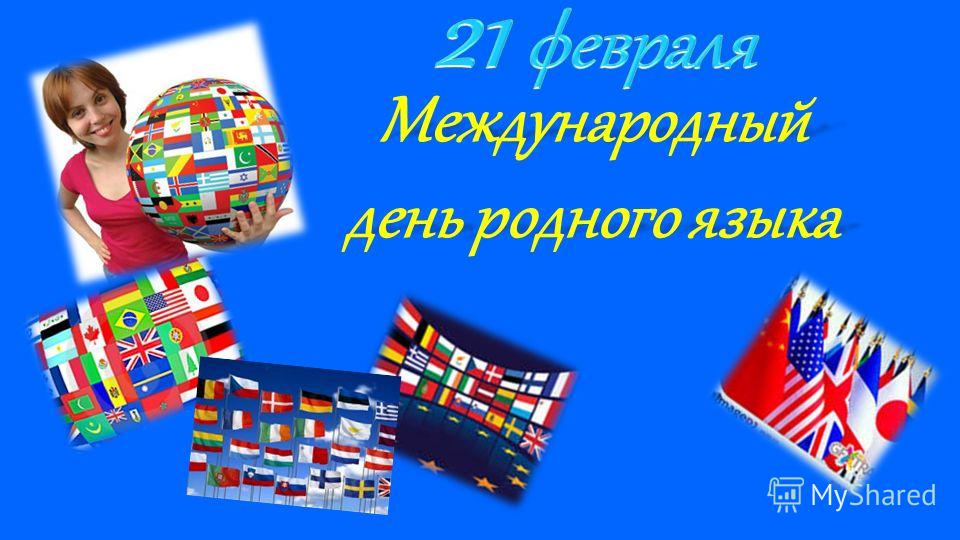 21 февраля
Международный
день родного языка
MyShared